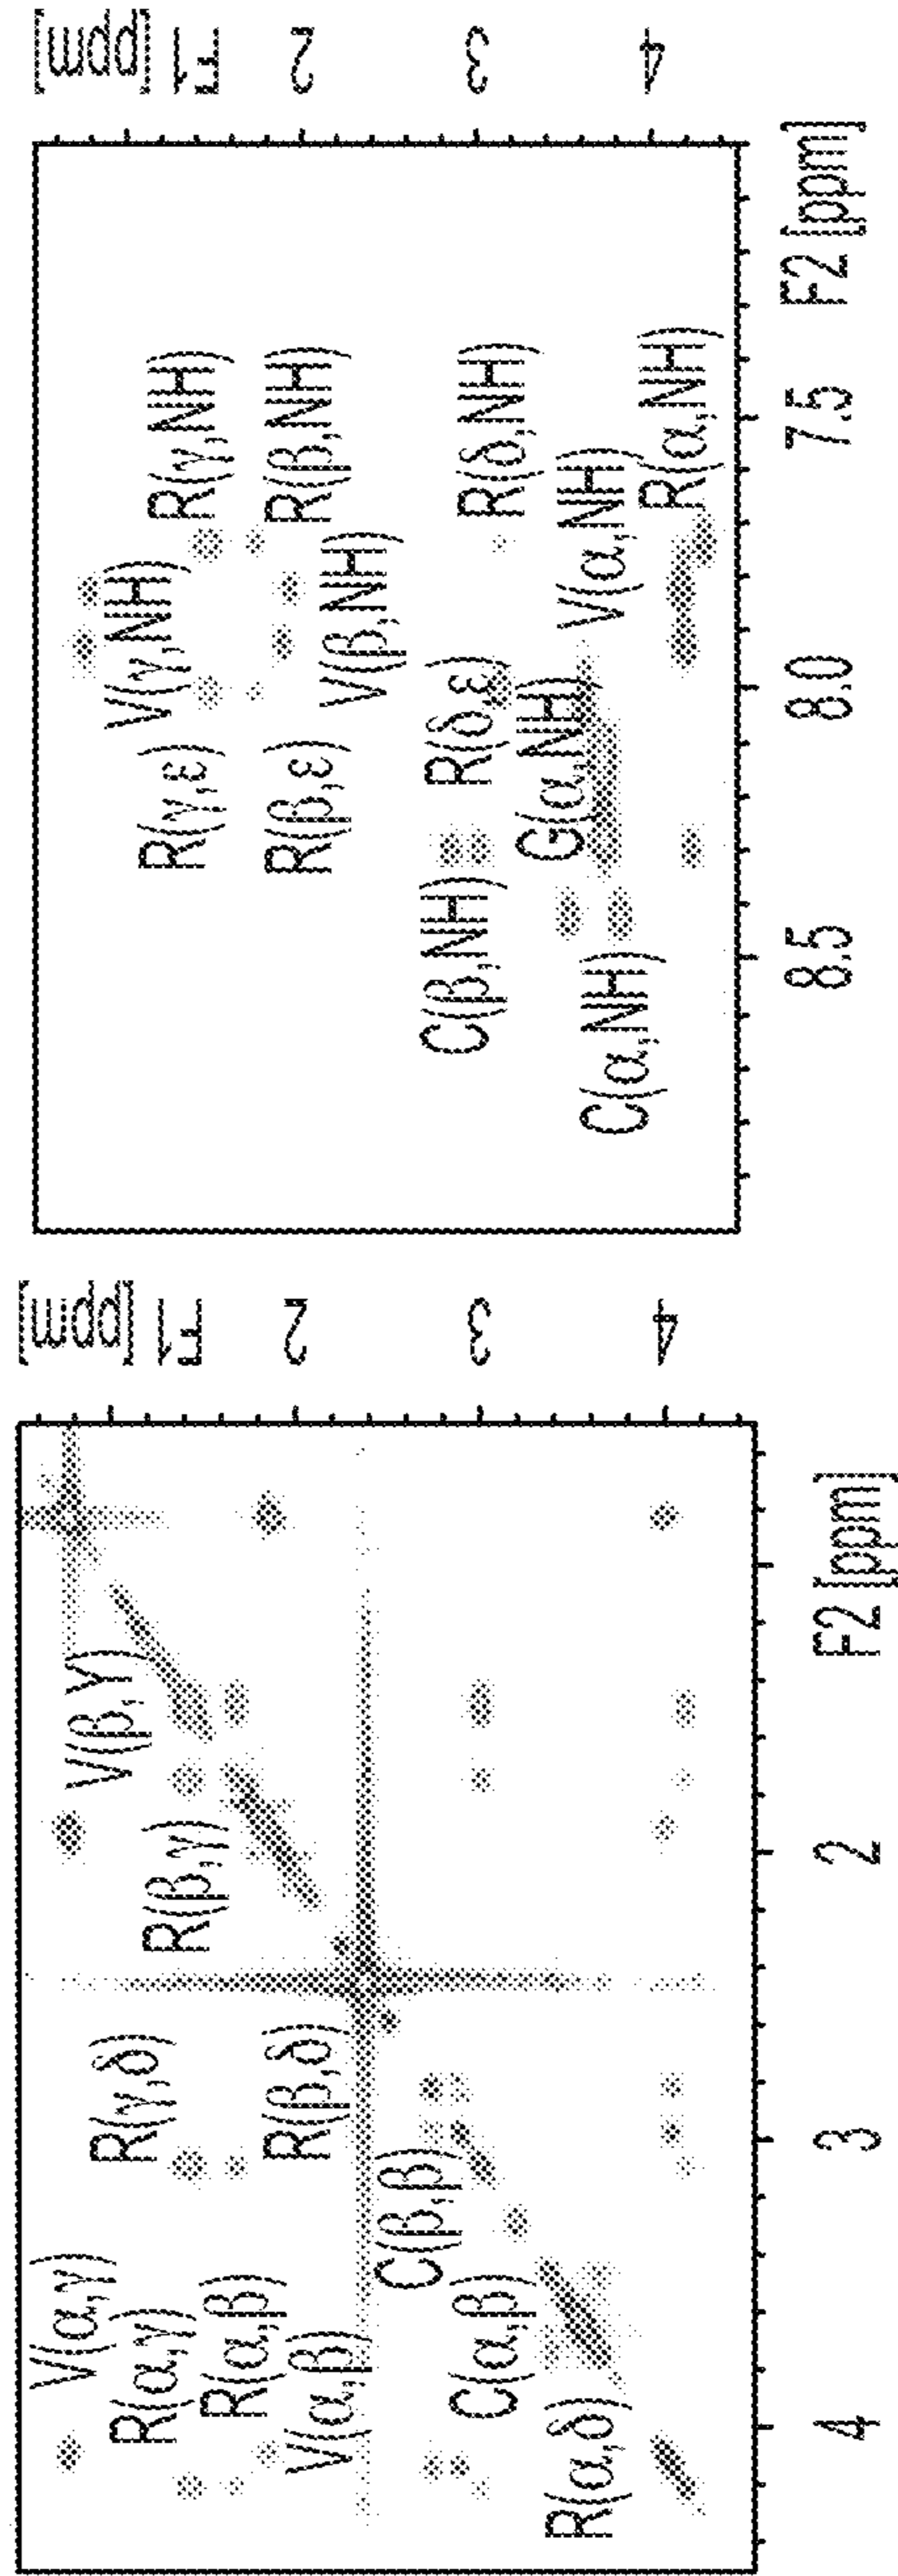 V(α,γ)
R(α,γ)
R(α,β)
V(α,β)
C(α,β)
R(α,δ)
R(γ,δ)
R(β,δ)
C(β,β)
R(β,γ)
V(β,γ)
F1 [ppm]
2
3
4
4
3
2
F2 [ppm]
R(γ,ε)
R(β,ε)
C(β,NH)
C(α,NH)
V(γ,NH)
V(β,NH)
R(δ,ε)
G(α,NH)
R(γ,NH)
R(β,NH)
R(δ,NH)
V(α,NH)
R(α,NH)
F1 [ppm]
2
3
4
8.5
8.0
7.5
F2 [ppm]